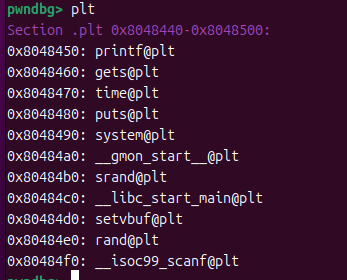 pwndbg> plt
Section .plt 0x8048440-0x8048500:
0x8048450: printf@plt
0x8048460: gets@plt
0x8048470: time@plt
0x8048480: puts@plt
0x8048490: system@plt
0x80484a0: __gmon_start__@plt
0x80484b0: srand@plt
0x80484c0: __libc_start_main@plt
0x80484d0: setvbuf@plt
0x80484e0: rand@plt
0x80484f0: __isoc99_scanf@plt
pwndbg>